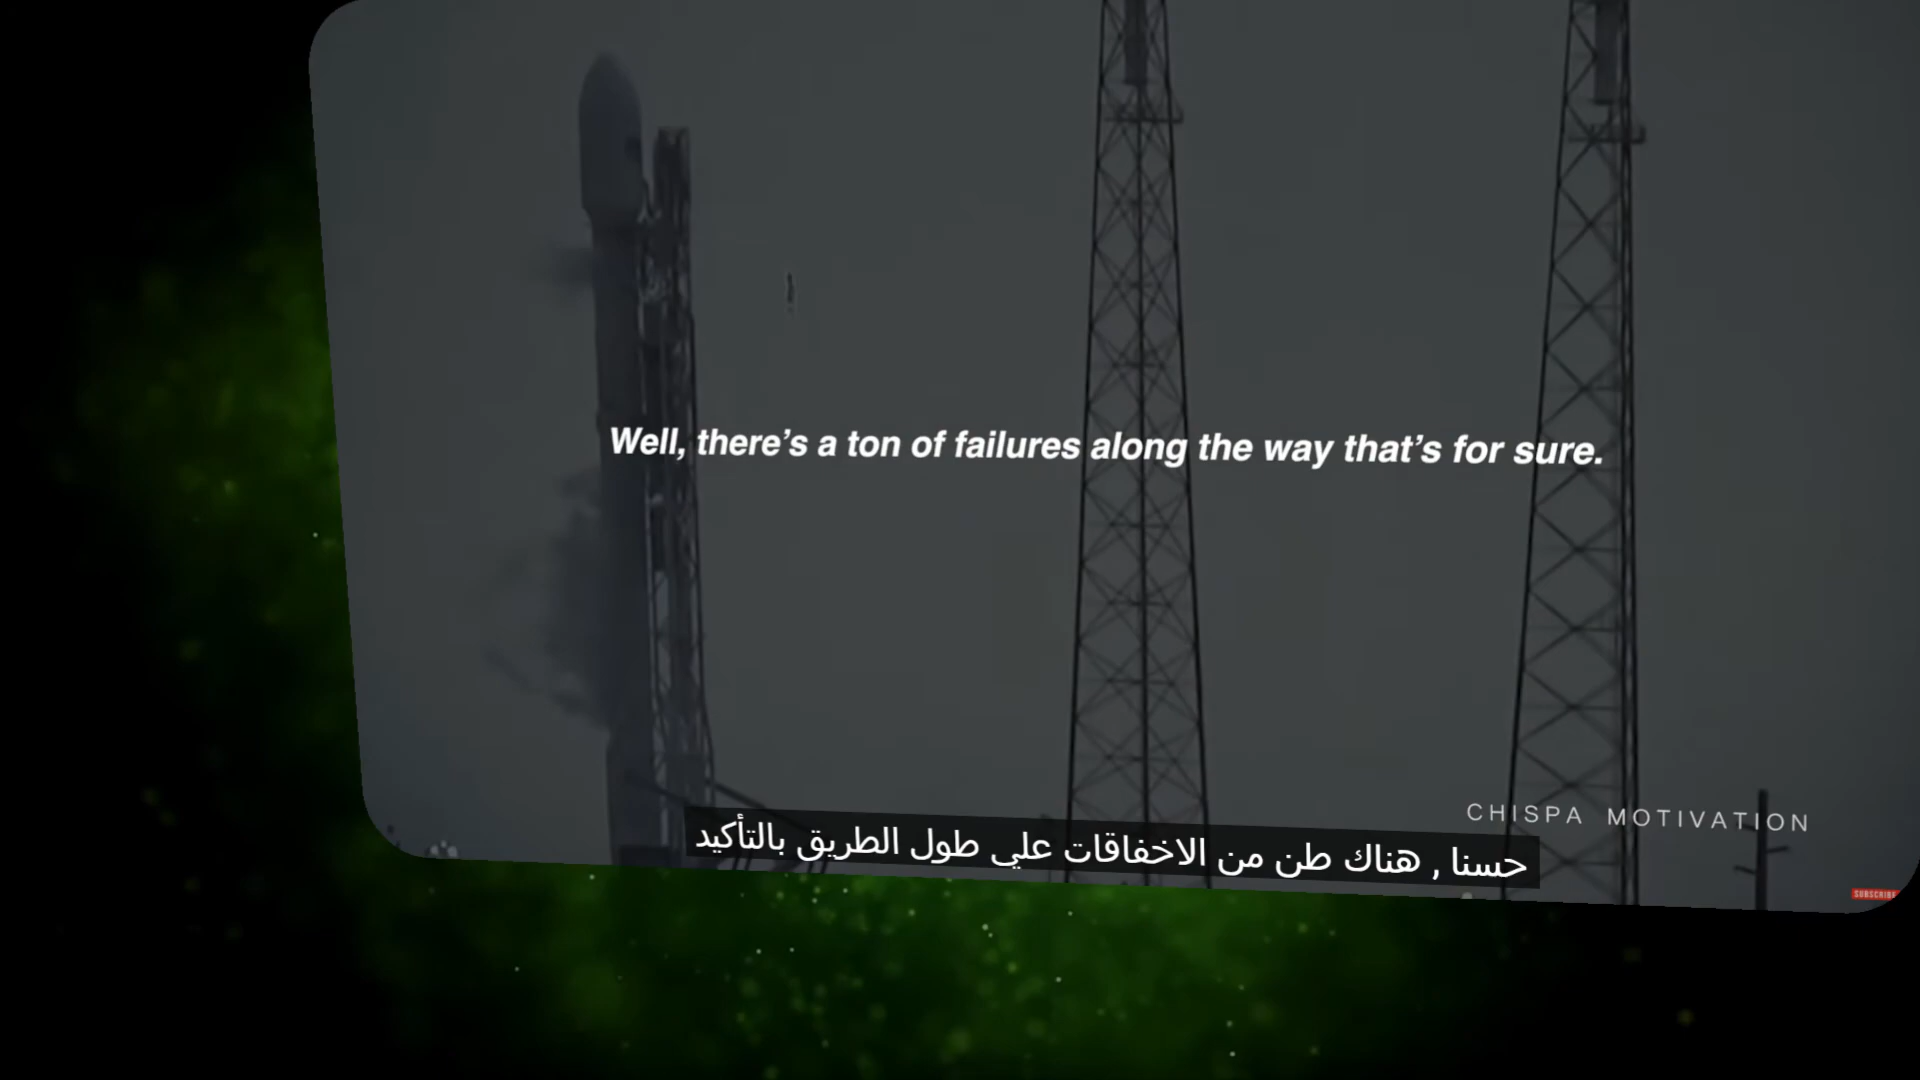 Well, there's a ton of failures along the way that's for sure.
CHISPA MOTIVATION
حسنا , هناك طن من الاخفاقات علي طول الطريق بالتأكيد
SUBSCRIBE